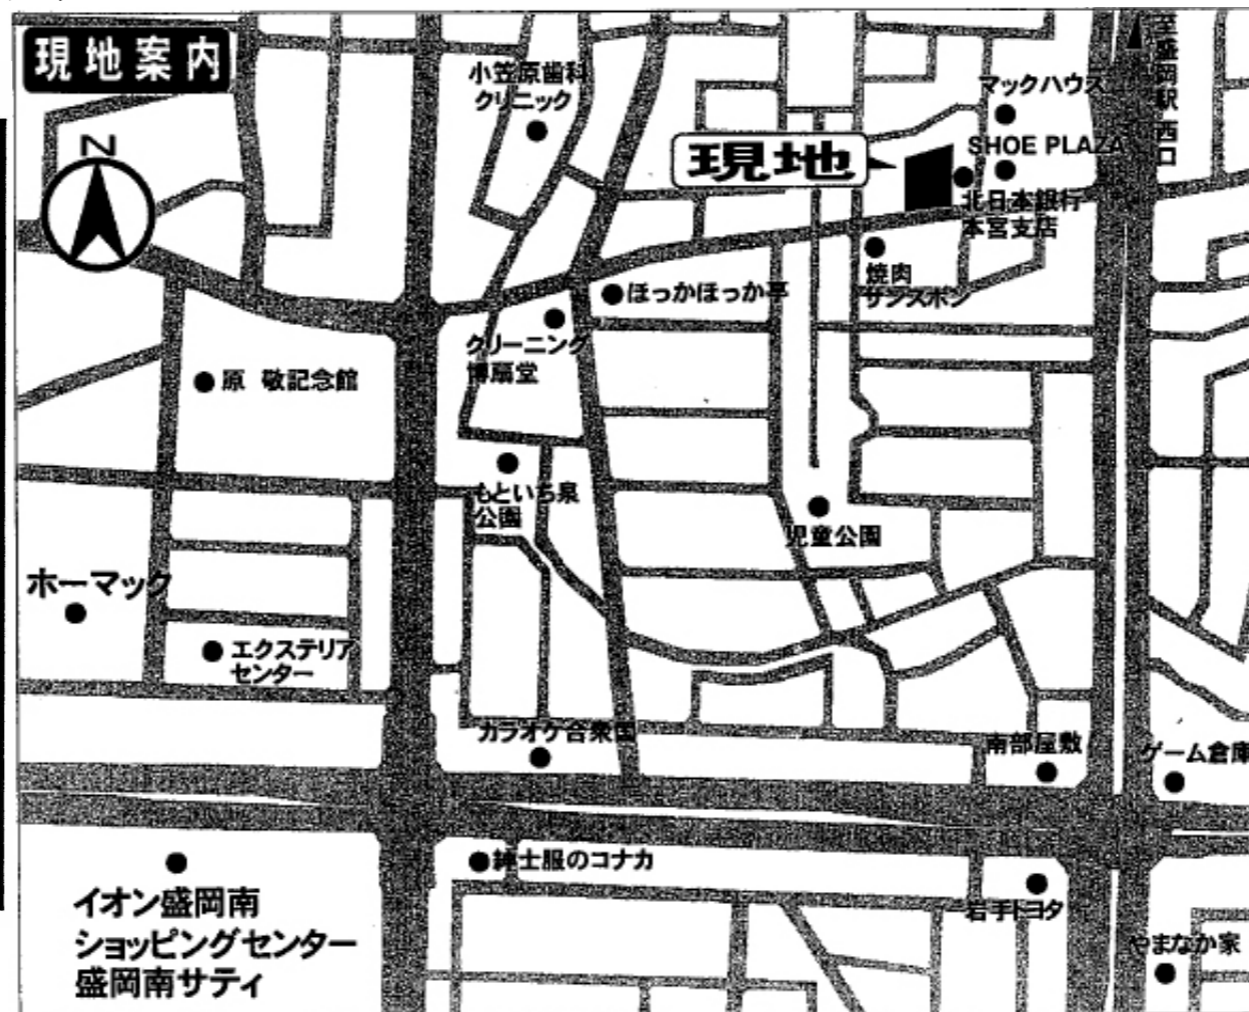 現地案内
至盛岡駅西口
小笠原歯科
クリニック
マックハウス
N
SHOE PLAZA
現地
北日本銀行
本宮支店
焼肉
サンスポン
ほっかほっか亭
クリーニング
博扇堂
原 敬記念館
もといち泉
公園
児童公園
ホーマック
エクステリア
センター
カラオケ合衆国
南部屋敷
ゲーム倉庫
紳士服のコナカ
岩手トヨタ
イオン盛岡南
ショッピングセンター
盛岡南サティ
やまなか家